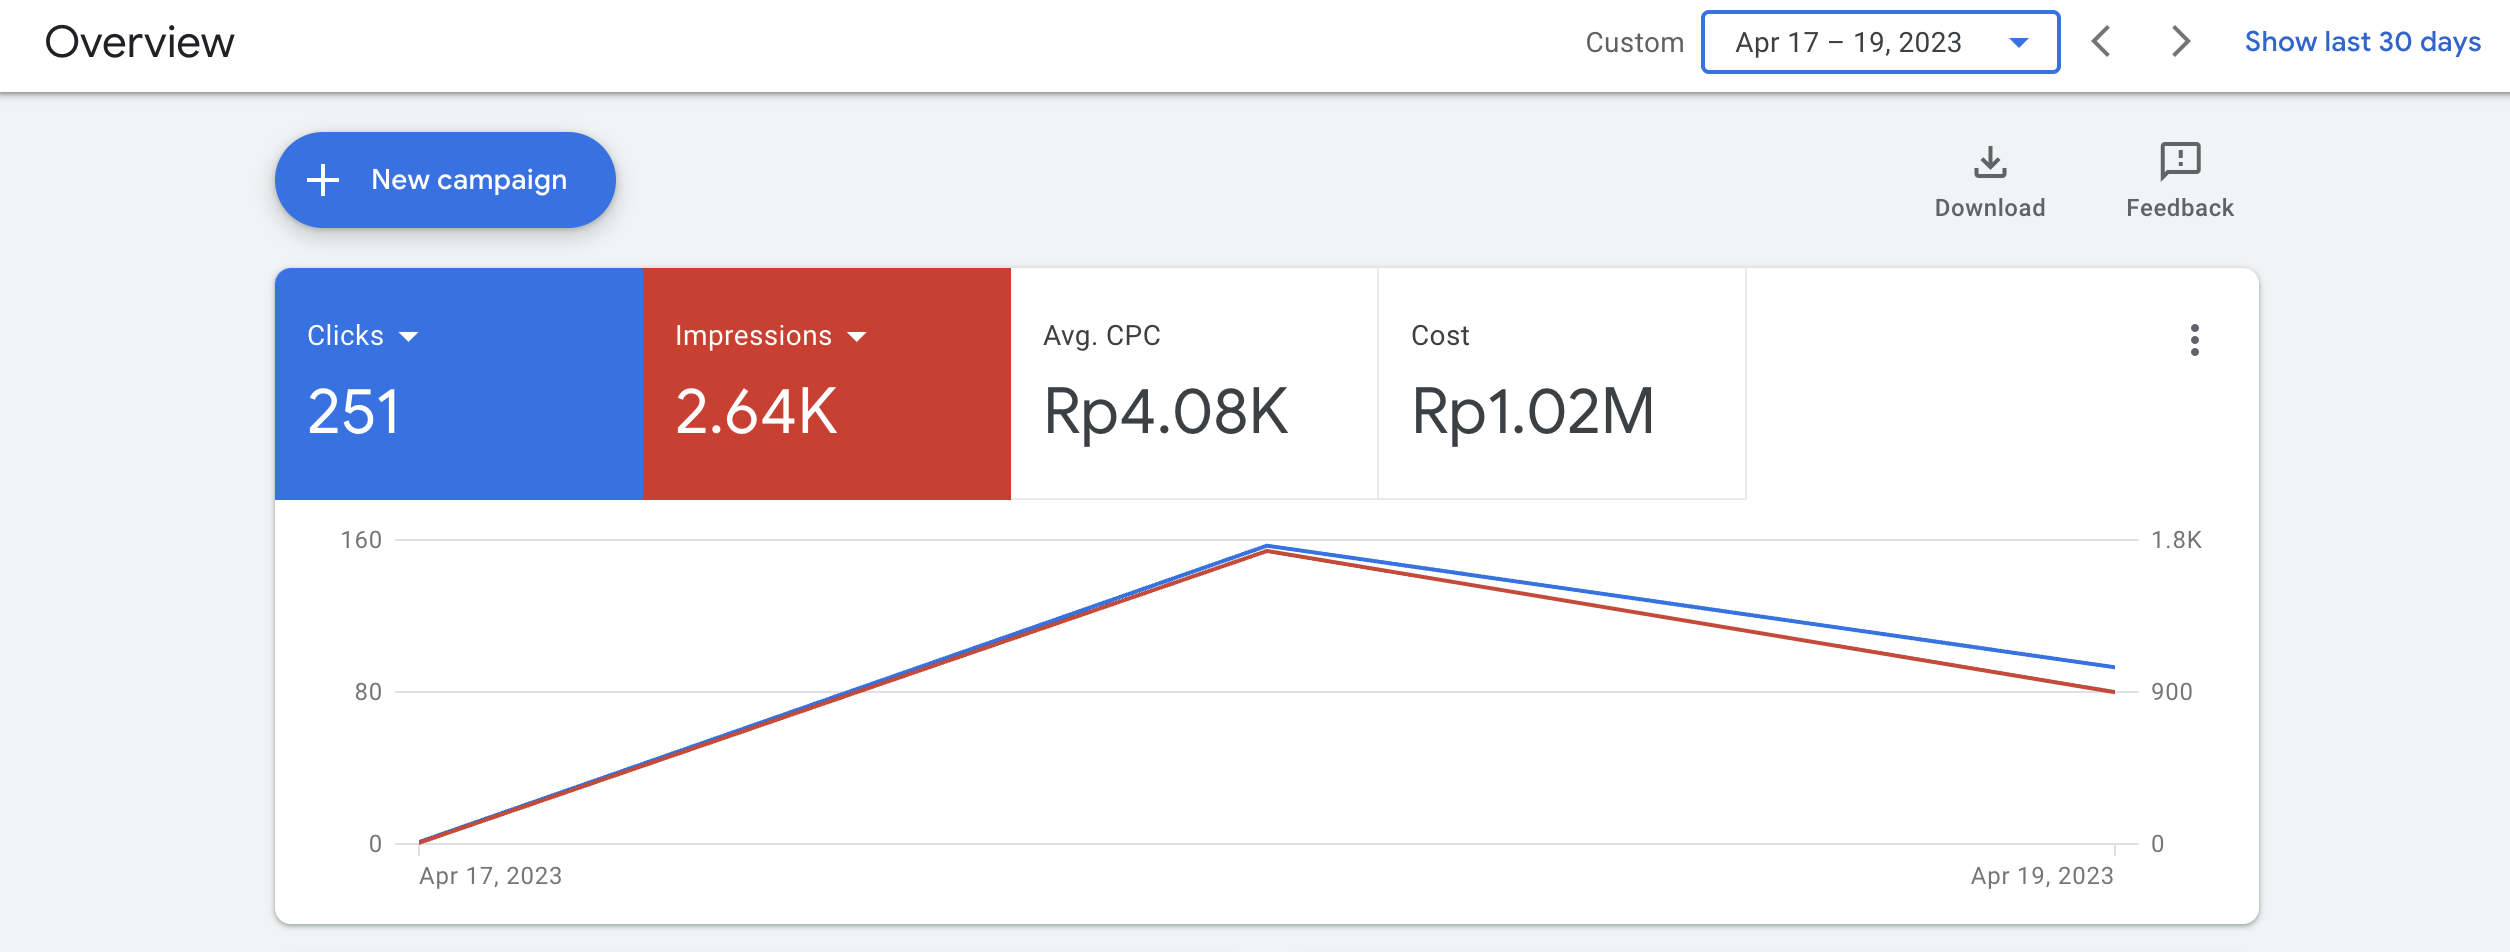 Overview
Custom
Apr 17 – 19, 2023
Show last 30 days
New campaign
Download
Feedback
Clicks
251
Impressions
2.64K
Avg. CPC
Rp4.08K
Cost
Rp1.02M
160
80
0
1.8K
900
0
Apr 17, 2023
Apr 19, 2023